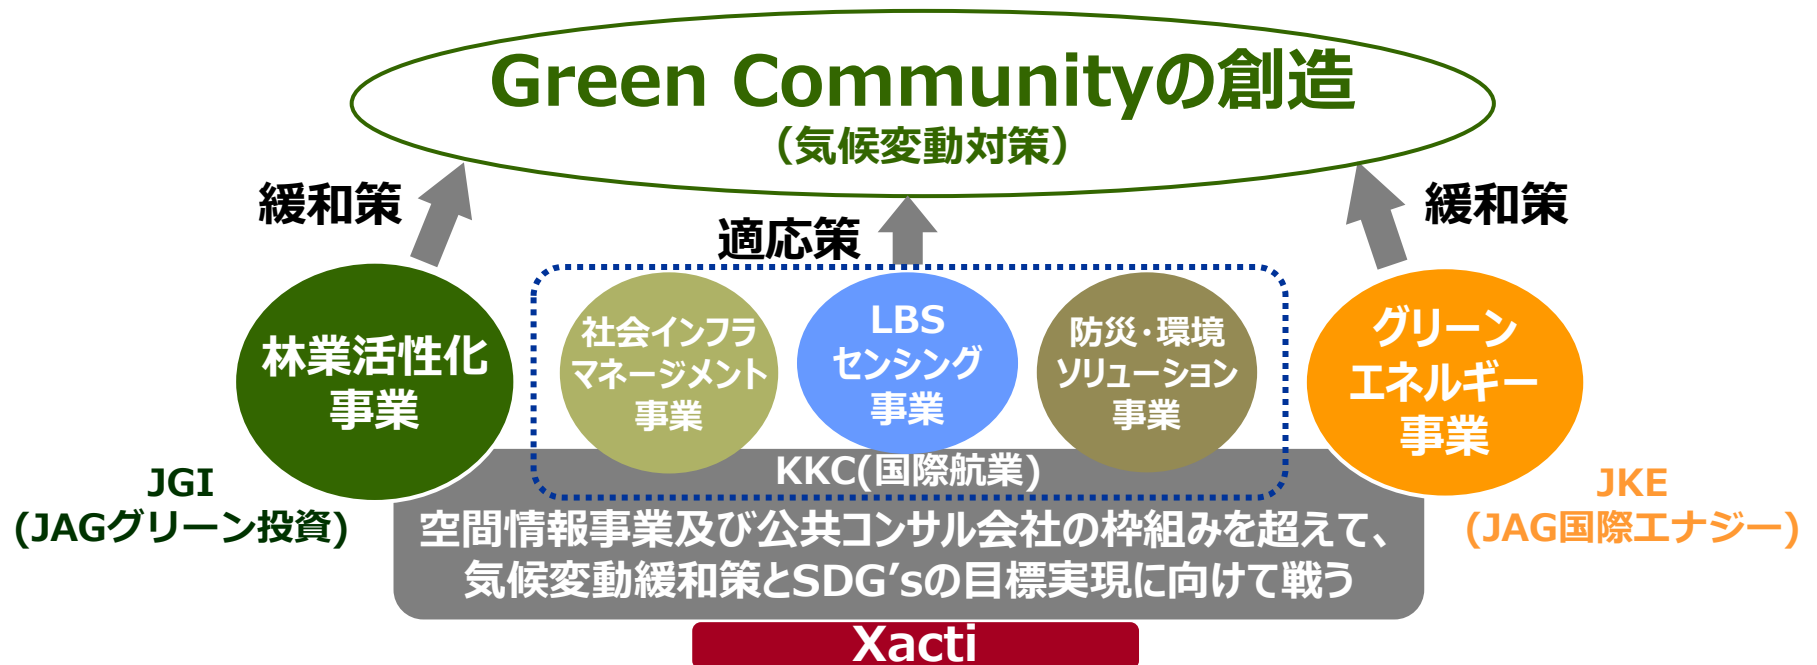 Green Communityの創造
（気候変動対策）
緩和策
適応策
緩和策
林業活性化
事業
社会インフラ
マネージメント
事業
LBS
センシング
事業
防災・環境
ソリューション
事業
グリーン
エネルギー
事業
KKC(国際航業)
JGI
(JAGグリーン投資)
JKE
(JAG国際エナジー)
空間情報事業及び公共コンサル会社の枠組みを超えて、
気候変動緩和策とSDG’sの目標実現に向けて戦う
Xacti